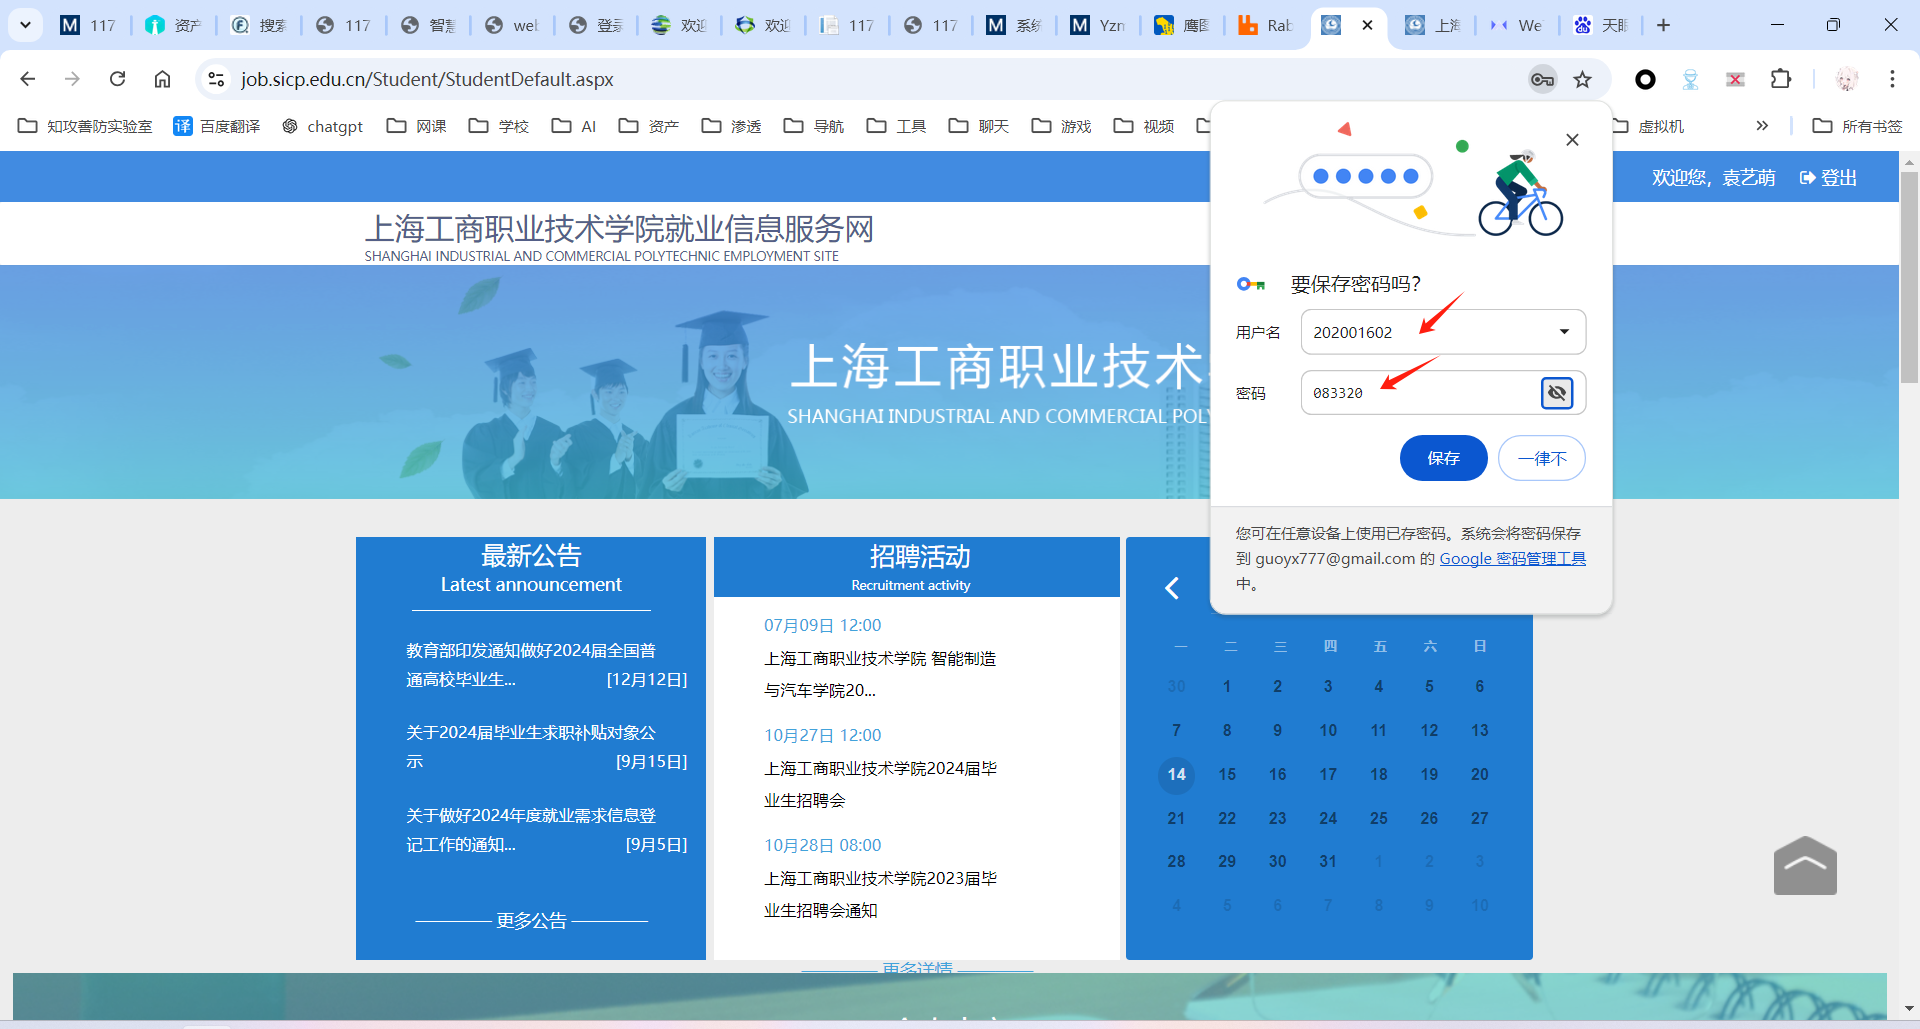 117
资产
搜索
117
智慧
web
登录
欢迎
欢迎
117
117
系统
Yzn
鹰图
Rab
上海
We
天眼
job.sicp.edu.cn/Student/StudentDefault.aspx
知攻善防实验室
百度翻译
chatgpt
网课
学校
AI
资产
渗透
导航
工具
聊天
游戏
视频
虚拟机
所有书签
欢迎您，袁艺萌
登出
上海工商职业技术学院就业信息服务网
SHANGHAI INDUSTRIAL AND COMMERCIAL POLYTECHNIC EMPLOYMENT SITE
上海工商职业技术
SHANGHAI INDUSTRIAL AND COMMERCIAL POLY
要保存密码吗？
用户名
202001602
密码
083320
保存
一律不
您可在任意设备上使用已存密码。系统会将密码保存
到 guoyx777@gmail.com 的 Google 密码管理工具
中。
最新公告
Latest announcement
教育部印发通知做好2024届全国普
通高校毕业生... [12月12日]
关于2024届毕业生求职补贴对象公
示 [9月15日]
关于做好2024年度就业需求信息登
记工作的通知... [9月5日]
更多公告
招聘活动
Recruitment activity
07月09日 12:00
上海工商职业技术学院 智能制造
与汽车学院20...
10月27日 12:00
上海工商职业技术学院2024届毕
业生招聘会
10月28日 08:00
上海工商职业技术学院2023届毕
业生招聘会通知
更多详情
一 二 三 四 五 六 日
30 1 2 3 4 5 6
7 8 9 10 11 12 13
14 15 16 17 18 19 20
21 22 23 24 25 26 27
28 29 30 31 1 2 3
4 5 6 7 8 9 10